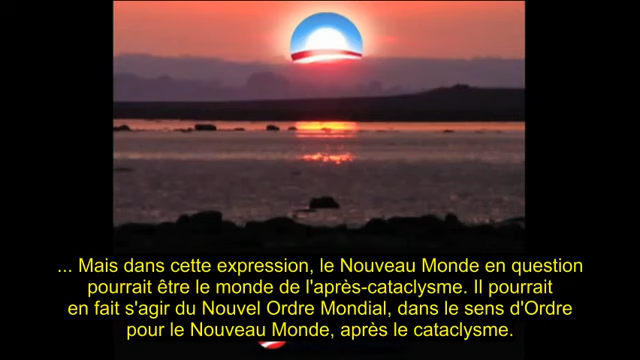 ... Mais dans cette expression, le Nouveau Monde en question
pourrait être le monde de l'après-cataclysme. Il pourrait
en fait s'agir du Nouvel Ordre Mondial, dans le sens d'Ordre
pour le Nouveau Monde, après le cataclysme.